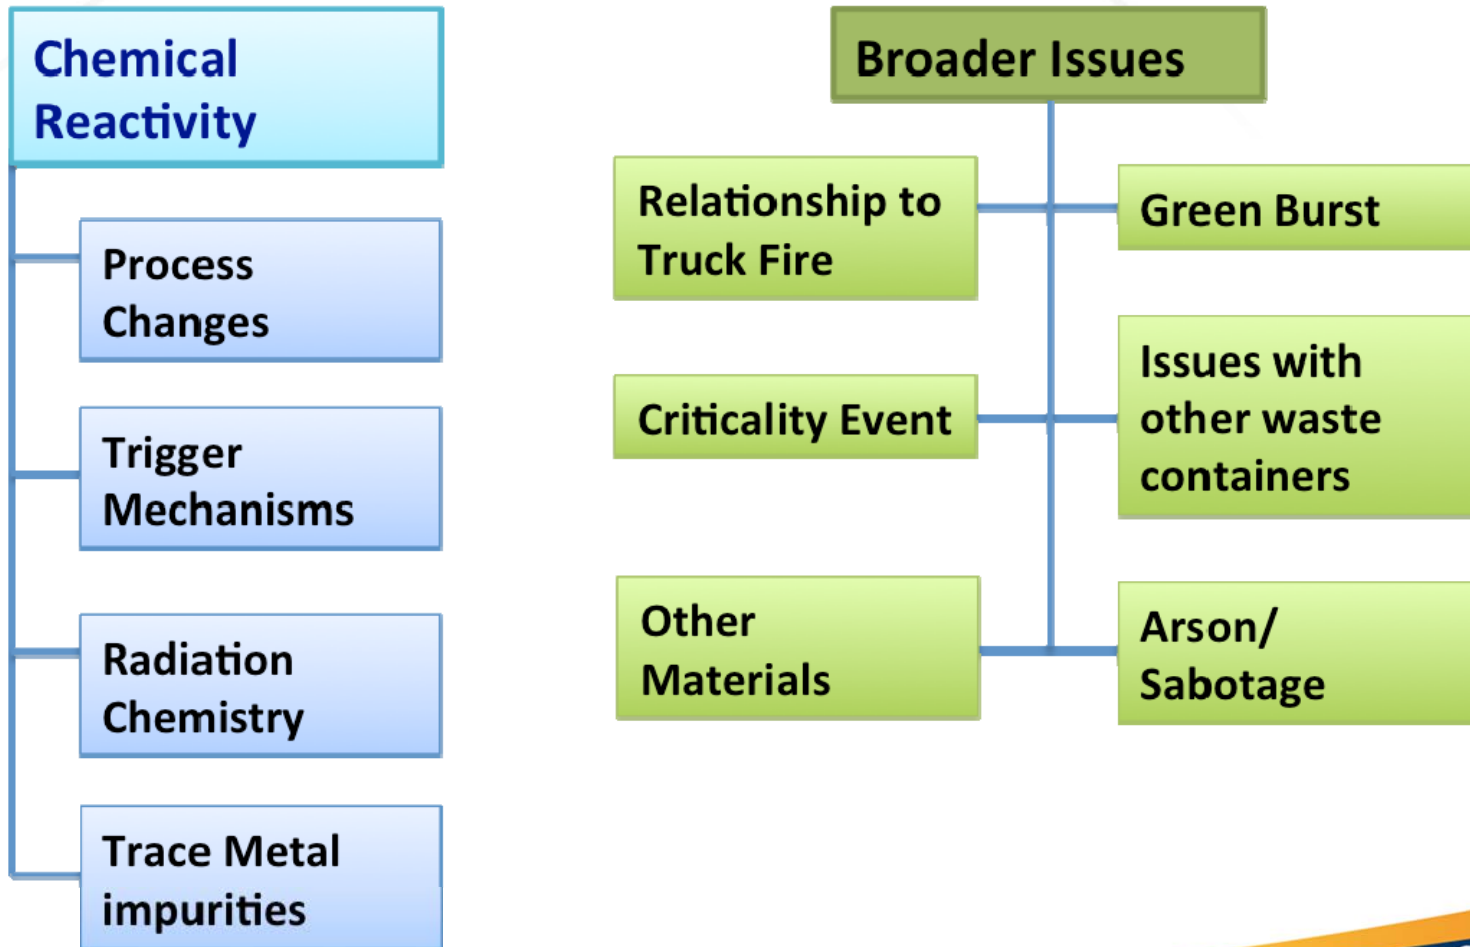 Chemical
Reactivity
Process
Changes
Trigger
Mechanisms
Radiation
Chemistry
Trace Metal
impurities
Broader Issues
Relationship to
Truck Fire
Green Burst
Criticality Event
Issues with
other waste
containers
Other
Materials
Arson/
Sabotage